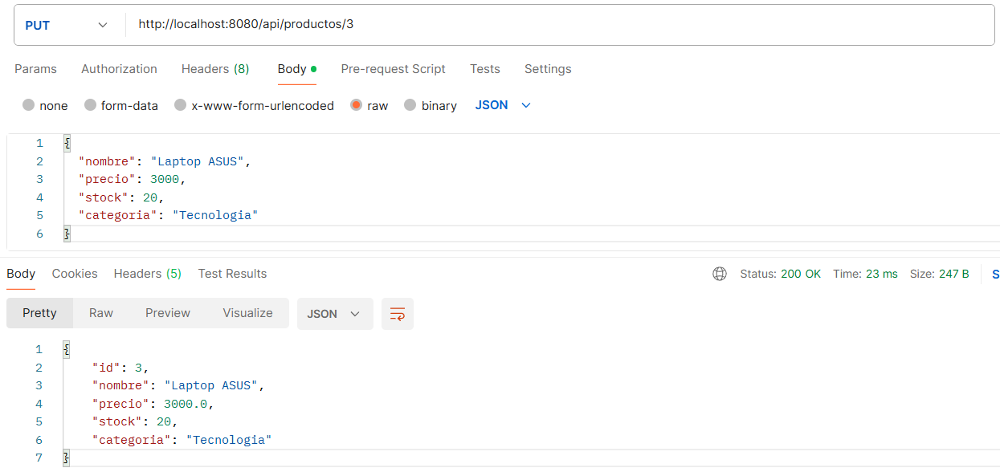 PUT http://localhost:8080/api/productos/3
Params Authorization Headers (8) Body Pre-request Script Tests Settings
none form-data x-www-form-urlencoded raw binary JSON
1 {
2 "nombre": "Laptop ASUS",
3 "precio": 3000,
4 "stock": 20,
5 "categoria": "Tecnologia"
6 }
Body Cookies Headers (5) Test Results Status: 200 OK Time: 23 ms Size: 247 B S
Pretty Raw Preview Visualize JSON
1 {
2 "id": 3,
3 "nombre": "Laptop ASUS",
4 "precio": 3000.0,
5 "stock": 20,
6 "categoria": "Tecnologia"
7 }